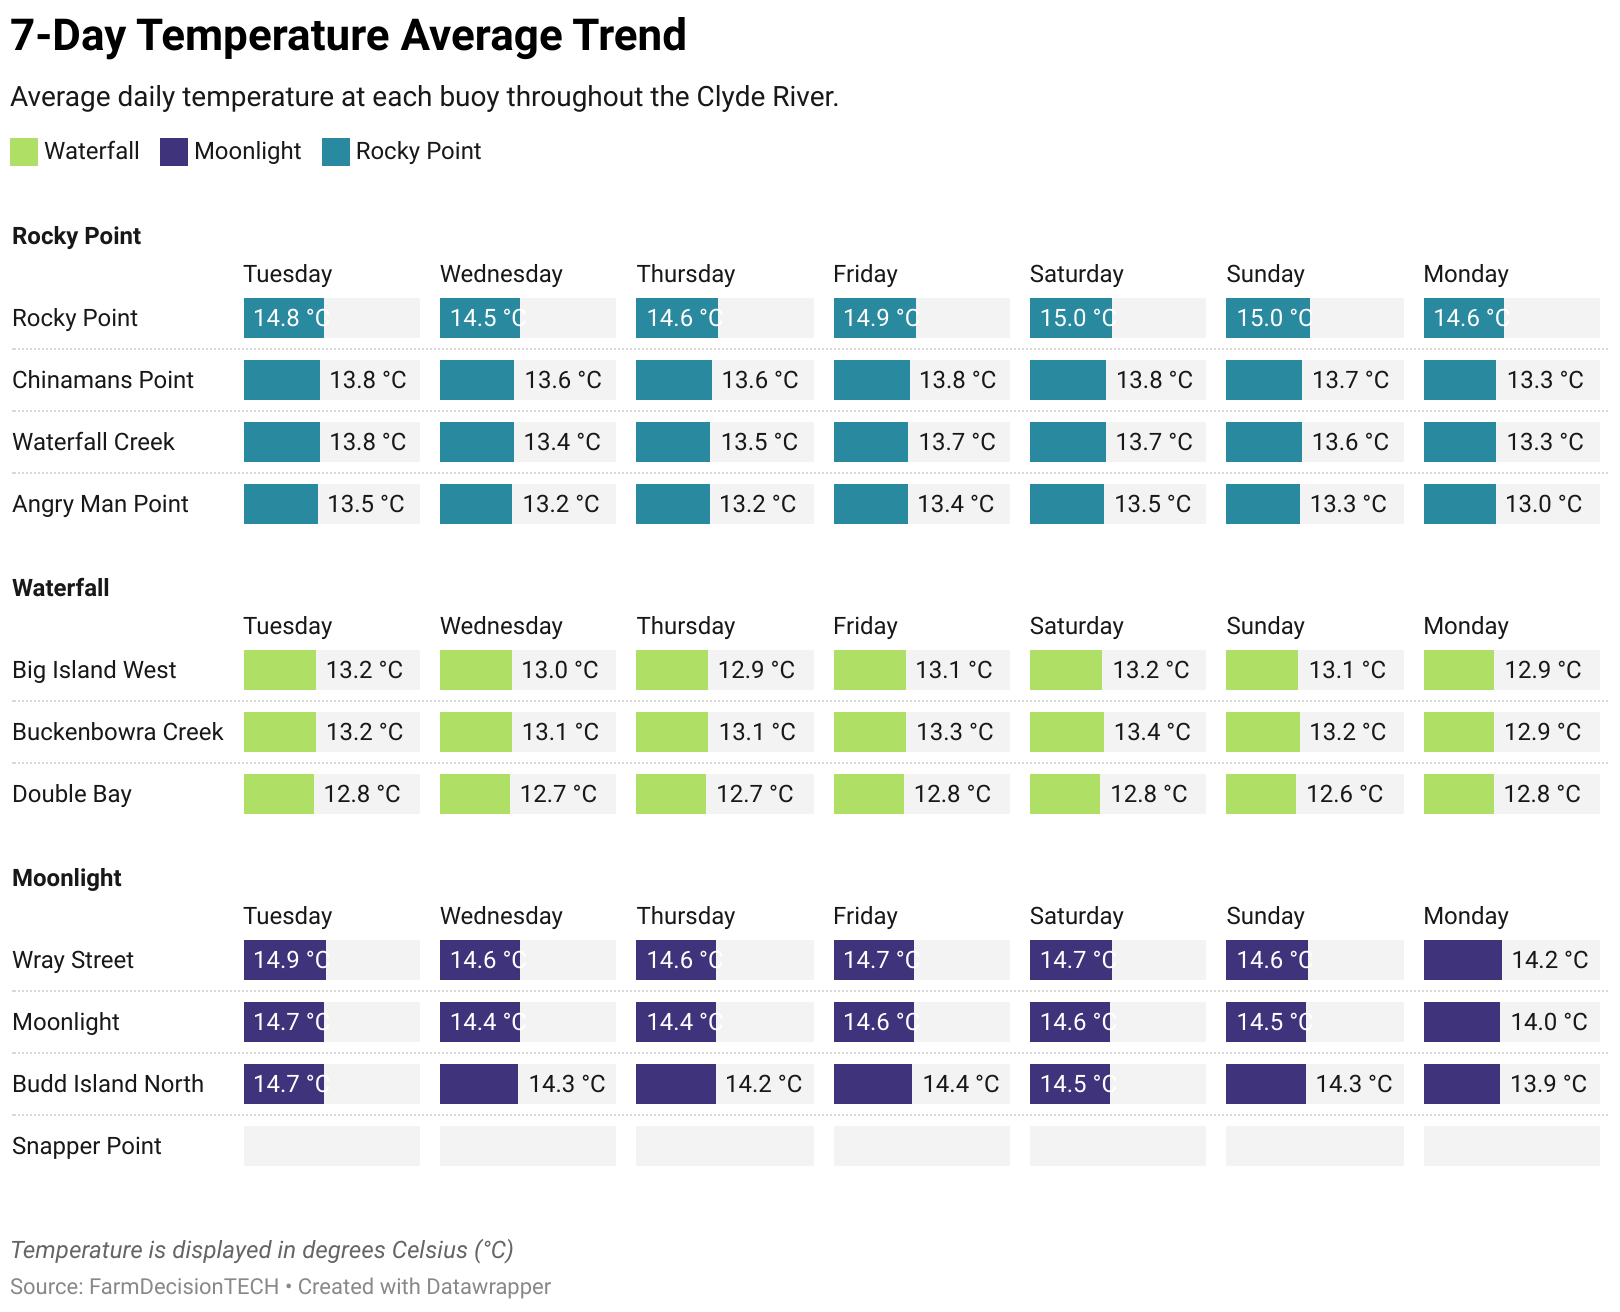 7-Day Temperature Average Trend
Average daily temperature at each buoy throughout the Clyde River.
Waterfall Moonlight Rocky Point
Rocky Point
Tuesday Wednesday Thursday Friday Saturday Sunday Monday
Rocky Point 14.8 °C 14.5 °C 14.6 °C 14.9 °C 15.0 °C 15.0 °C 14.6 °C
Chinamans Point 13.8 °C 13.6 °C 13.6 °C 13.8 °C 13.8 °C 13.7 °C 13.3 °C
Waterfall Creek 13.8 °C 13.4 °C 13.5 °C 13.7 °C 13.7 °C 13.6 °C 13.3 °C
Angry Man Point 13.5 °C 13.2 °C 13.2 °C 13.4 °C 13.5 °C 13.3 °C 13.0 °C
Waterfall
Tuesday Wednesday Thursday Friday Saturday Sunday Monday
Big Island West 13.2 °C 13.0 °C 12.9 °C 13.1 °C 13.2 °C 13.1 °C 12.9 °C
Buckenbowra Creek 13.2 °C 13.1 °C 13.1 °C 13.3 °C 13.4 °C 13.2 °C 12.9 °C
Double Bay 12.8 °C 12.7 °C 12.7 °C 12.8 °C 12.8 °C 12.6 °C 12.8 °C
Moonlight
Tuesday Wednesday Thursday Friday Saturday Sunday Monday
Wray Street 14.9 °C 14.6 °C 14.6 °C 14.7 °C 14.7 °C 14.6 °C 14.2 °C
Moonlight 14.7 °C 14.4 °C 14.4 °C 14.6 °C 14.6 °C 14.5 °C 14.0 °C
Budd Island North 14.7 °C 14.3 °C 14.2 °C 14.4 °C 14.5 °C 14.3 °C 13.9 °C
Snapper Point
Temperature is displayed in degrees Celsius (°C)
Source: FarmDecisionTECH • Created with Datawrapper